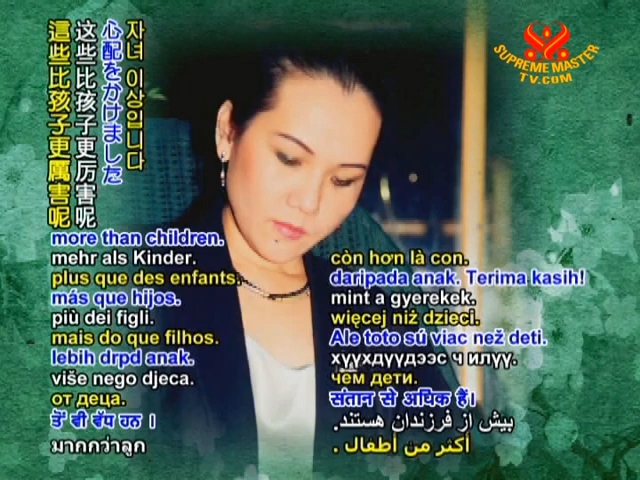 SUPREME MASTER
TV.COM
這些比孩子更厲害呢
这些比孩子更厉害呢
心配をかけました
자녀 이상입니다
more than children.
mehr als Kinder.
plus que des enfants.
más que hijos.
più dei figli.
mais do que filhos.
lebih drpd anak.
više nego djeca.
от деца.
ਤੋਂ ਵੀ ਵੱਧ ਹਨ।
มากกว่าลูก
còn hơn là con.
daripada anak. Terima kasih!
mint a gyerekek.
więcej niż dzieci.
Ale toto sú viac než deti.
хүүхдүүдээс ч илүү.
чем дети.
संतान से अधिक हैं।
بیش از فرزندان هستند.
أكثر من أطفال .